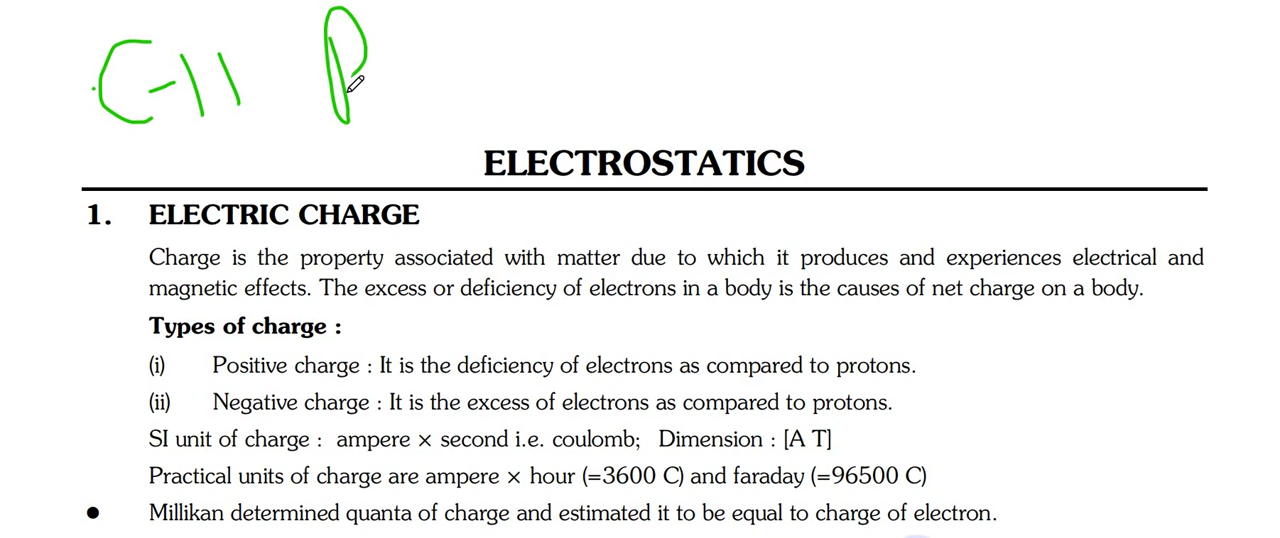 C-11 P
ELECTROSTATICS
1. ELECTRIC CHARGE
Charge is the property associated with matter due to which it produces and experiences electrical and
magnetic effects. The excess or deficiency of electrons in a body is the causes of net charge on a body.
Types of charge :
(i) Positive charge : It is the deficiency of electrons as compared to protons.
(ii) Negative charge : It is the excess of electrons as compared to protons.
SI unit of charge : ampere × second i.e. coulomb; Dimension : [A T]
Practical units of charge are ampere × hour (=3600 C) and faraday (=96500 C)
● Millikan determined quanta of charge and estimated it to be equal to charge of electron.